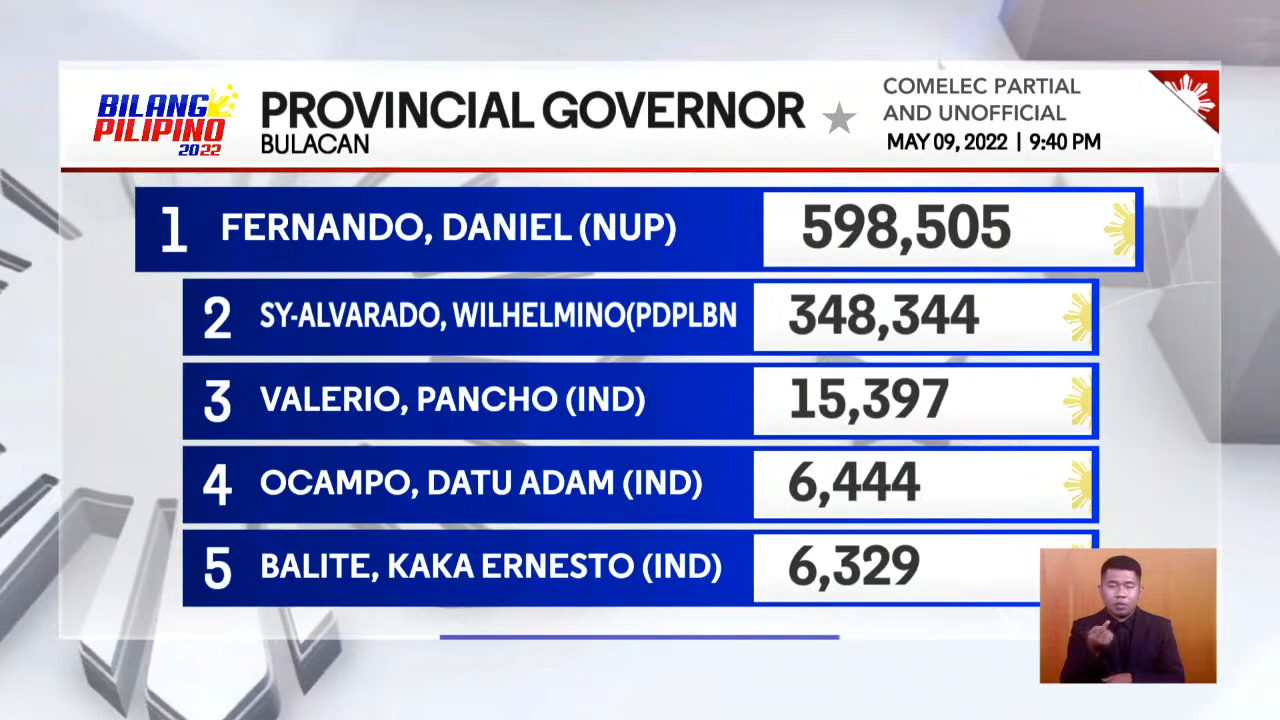 BILANG
PILIPINO
2022
PROVINCIAL GOVERNOR
BULACAN
COMELEC PARTIAL
AND UNOFFICIAL
MAY 09, 2022 | 9:40 PM
1 FERNANDO, DANIEL (NUP) 598,505
2 SY-ALVARADO, WILHELMINO(PDPLBN 348,344
3 VALERIO, PANCHO (IND) 15,397
4 OCAMPO, DATU ADAM (IND) 6,444
5 BALITE, KAKA ERNESTO (IND) 6,329